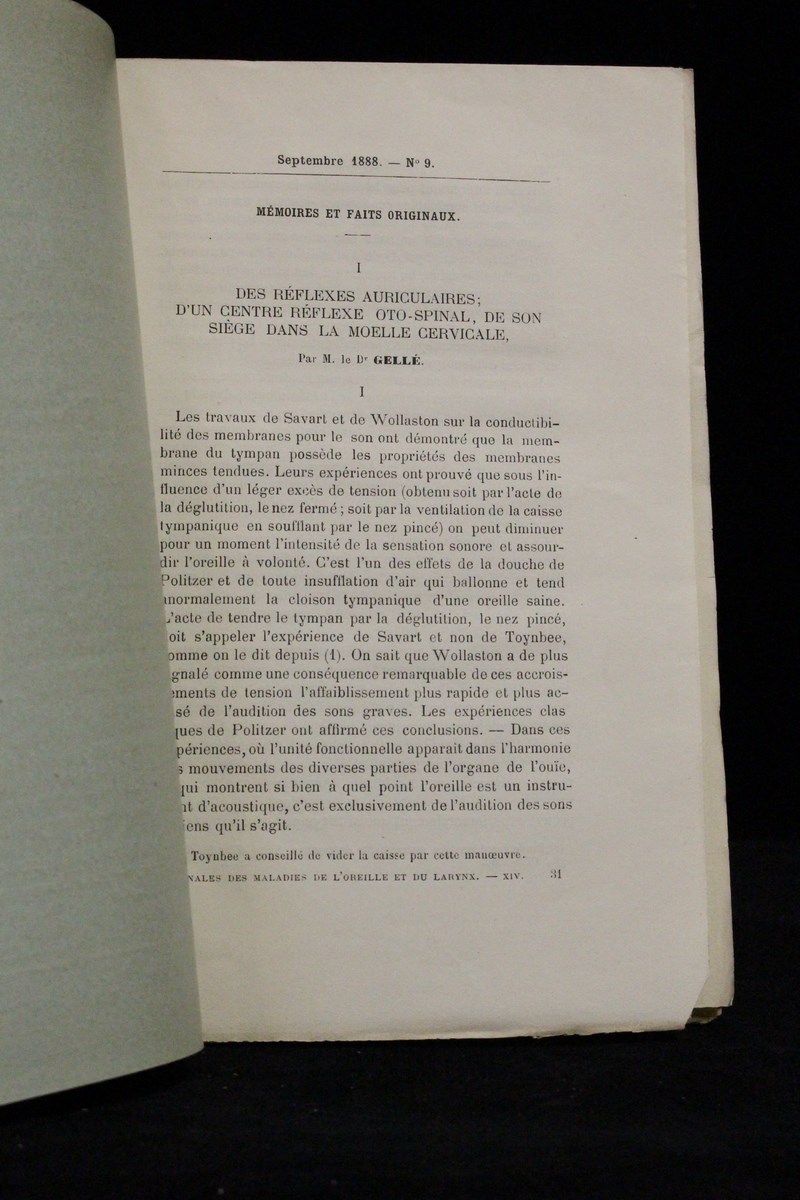 Septembre 1888. — N° 9.
MÉMOIRES ET FAITS ORIGINAUX.
I
DES RÉFLEXES AURICULAIRES;
D'UN CENTRE RÉFLEXE OTO-SPINAL, DE SON
SIÈGE DANS LA MOELLE CERVICALE,
Par M. le Dr GELLÉ.
I
Les travaux de Savart et de Wollaston sur la conductibi-
lité des membranes pour le son ont démontré que la mem-
brane du tympan possède les propriétés des membranes
minces tendues. Leurs expériences ont prouvé que sous l'in-
fluence d'un léger excès de tension (obtenu soit par l'acte de
la déglutition, le nez fermé; soit par la ventilation de la caisse
tympanique en soufflant par le nez pincé) on peut diminuer
pour un moment l'intensité de la sensation sonore et assour-
dir l'oreille à volonté. C'est l'un des effets de la douche de
Politzer et de toute insufflation d'air qui ballonne et tend
normalement la cloison tympanique d'une oreille saine.
'acte de tendre le tympan par la déglutition, le nez pincé,
oit s'appeler l'expérience de Savart et non de Toynbee,
omme on le dit depuis (1). On sait que Wollaston a de plus
gnalé comme une conséquence remarquable de ces accrois-
ments de tension l'affaiblissement plus rapide et plus ac-
sé de l'audition des sons graves. Les expériences clas
ques de Politzer ont affirmé ces conclusions. — Dans ces
périences, où l'unité fonctionnelle apparait dans l'harmonie
s mouvements des diverses parties de l'organe de l'ouïe,
qui montrent si bien à quel point l'oreille est un instru-
nt d'acoustique, c'est exclusivement de l'audition des sons
iens qu'il s'agit.
Toynbee a conseillé de vider la caisse par cette manœuvre.
NALES DES MALADIES DE L'OREILLE ET DU LARYNX. — XIV. 31